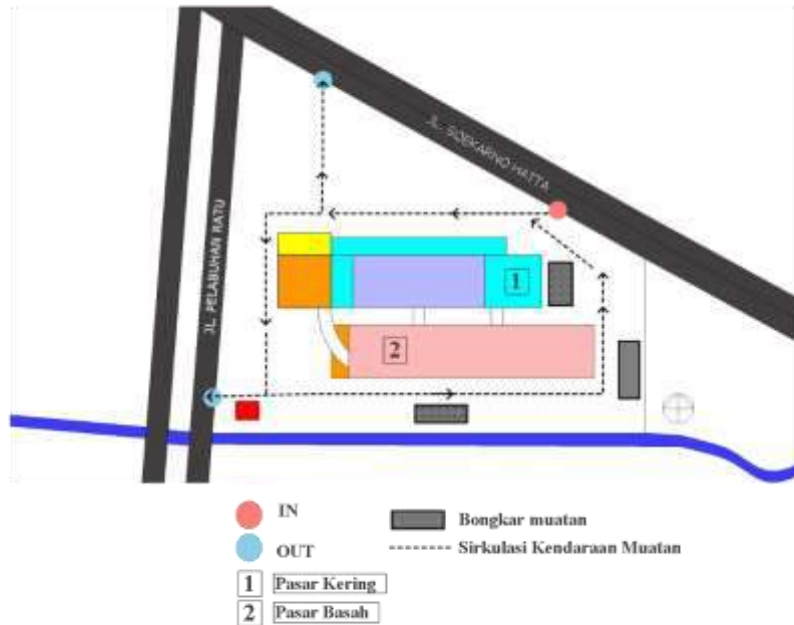 JL. SOEKARNO HATTA
JL. PELABUHAN RATU
1
2
IN
OUT
Bongkar muatan
Sirkulasi Kendaraan Muatan
1 Pasar Kering
2 Pasar Basah